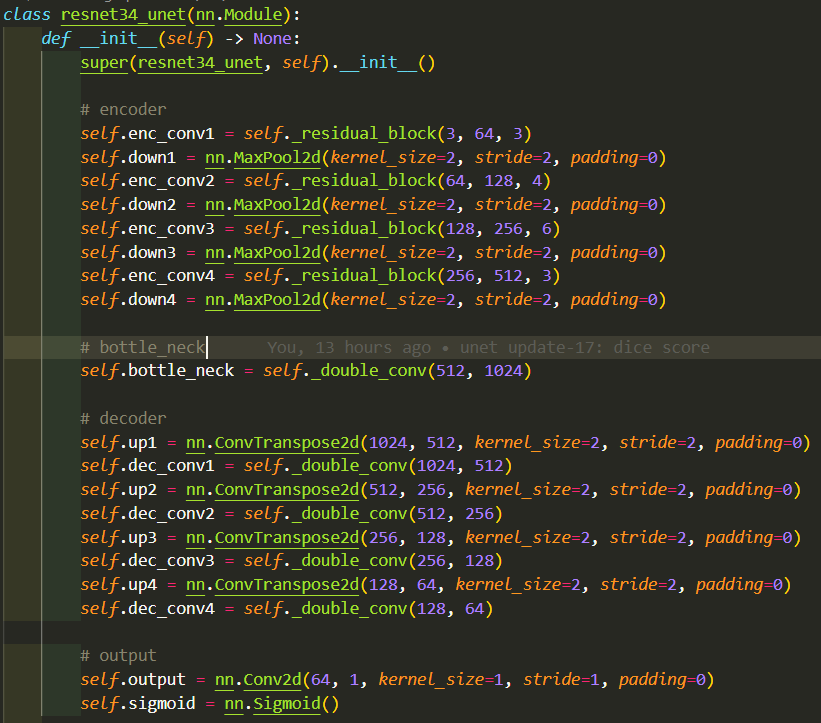 class resnet34_unet(nn.Module):
    def __init__(self) -> None:
        super(resnet34_unet, self).__init__()

        # encoder
        self.enc_conv1 = self._residual_block(3, 64, 3)
        self.down1 = nn.MaxPool2d(kernel_size=2, stride=2, padding=0)
        self.enc_conv2 = self._residual_block(64, 128, 4)
        self.down2 = nn.MaxPool2d(kernel_size=2, stride=2, padding=0)
        self.enc_conv3 = self._residual_block(128, 256, 6)
        self.down3 = nn.MaxPool2d(kernel_size=2, stride=2, padding=0)
        self.enc_conv4 = self._residual_block(256, 512, 3)
        self.down4 = nn.MaxPool2d(kernel_size=2, stride=2, padding=0)

        # bottle_neck      You, 13 hours ago • unet update-17: dice score
        self.bottle_neck = self._double_conv(512, 1024)

        # decoder
        self.up1 = nn.ConvTranspose2d(1024, 512, kernel_size=2, stride=2, padding=0)
        self.dec_conv1 = self._double_conv(1024, 512)
        self.up2 = nn.ConvTranspose2d(512, 256, kernel_size=2, stride=2, padding=0)
        self.dec_conv2 = self._double_conv(512, 256)
        self.up3 = nn.ConvTranspose2d(256, 128, kernel_size=2, stride=2, padding=0)
        self.dec_conv3 = self._double_conv(256, 128)
        self.up4 = nn.ConvTranspose2d(128, 64, kernel_size=2, stride=2, padding=0)
        self.dec_conv4 = self._double_conv(128, 64)

        # output
        self.output = nn.Conv2d(64, 1, kernel_size=1, stride=1, padding=0)
        self.sigmoid = nn.Sigmoid()